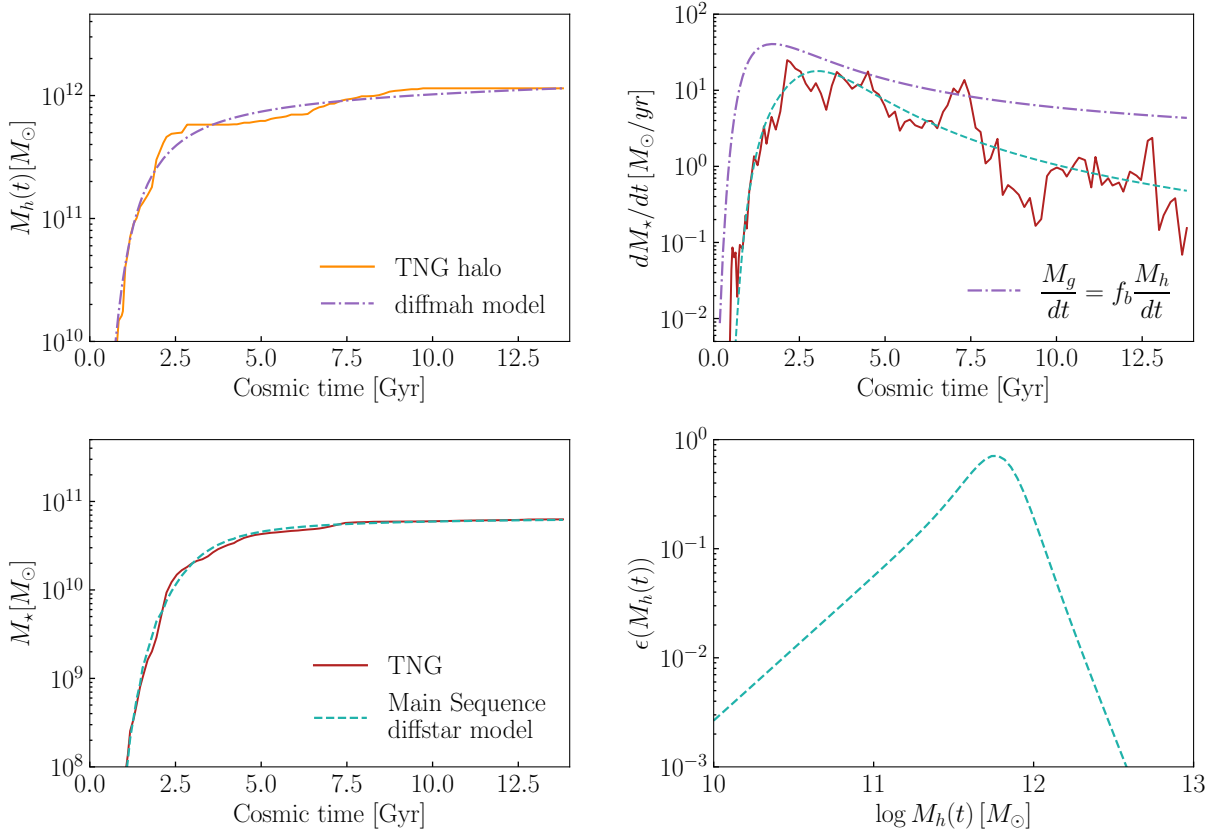 10^12
10^11
10^10
M_h(t) [M_⊙]
TNG halo
diffmah model
0.0 2.5 5.0 7.5 10.0 12.5
Cosmic time [Gyr]
10^2
10^1
10^0
10^−1
10^−2
dM_⋆/dt [M_⊙/yr]
M_g/dt = f_b M_h/dt
0.0 2.5 5.0 7.5 10.0 12.5
Cosmic time [Gyr]
10^11
10^10
10^9
10^8
M_⋆[M_⊙]
TNG
Main Sequence
diffstar model
0.0 2.5 5.0 7.5 10.0 12.5
Cosmic time [Gyr]
10^0
10^−1
10^−2
10^−3
ϵ(M_h(t))
10 11 12 13
log M_h(t) [M_⊙]